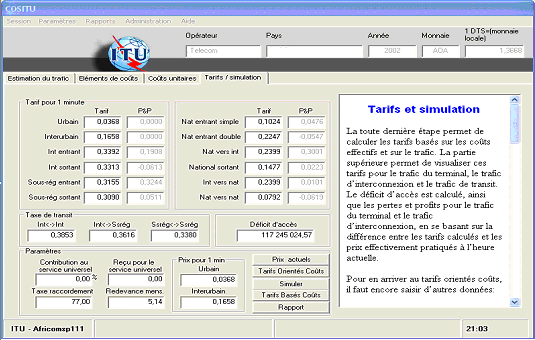 COSITU
Session Paramètres Rapports Administration Aide
ITU
Opérateur Pays Année Monnaie 1 DTS=(monnaie locale)
Telecom 2002 AOA 1,3668
Estimation du trafic Eléments de coûts Coûts unitaires Tarifs / simulation
Tarif pour 1 minute
Tarif P&P
Urbain 0,0368 0,0000
Interurbain 0,1658 0,0000
Int entrant 0,3392 0,1908
Int sortant 0,3313 -0,0613
Sous-rég entant 0,3155 0,3244
Sous-rég sortant 0,3090 0,0511
Tarif P&P
Nat entrant simple 0,1024 0,0476
Nat entrant double 0,2247 -0,0547
Nat vers int 0,2399 0,3001
National sortant 0,1477 0,0223
Int vers nat 0,2399 0,0101
Nat vers nat 0,0792 -0,0619
Taxe de transit
Int<->Int Int<->Ssrég Ssrég<->Ssrég
0,3853 0,3616 0,3380
Déficit d'accès
117 245 024,57
Paramètres
Contribution au service universel
0,00 %
Reçu pour le service universel
0,00
Taxe raccordement
77,00
Redevance mens.
5,14
Prix pour 1 min
Urbain
0,0368
Interurbain
0,1658
Prix actuels
Tarifs Orientés Coûts
Simuler
Tarifs Basés Coûts
Rapport
Tarifs et simulation
La toute dernière étape permet de
calculer les tarifs basés sur les coûts
effectifs et sur le trafic. La partie
supérieure permet de visualiser ces
tarifs pour le trafic du terminal, le trafic
d'interconnexion et le trafic de transit.
Le déficit d'accès est calculé, ainsi
que les pertes et profits pour le trafic
du terminal et le trafic
d'interconnexion, en se basant sur la
différence entre les tarifs calculés et les
prix effectivement pratiqués à l'heure
actuelle.
Pour en arriver au tarifs orientés coûts,
il faut encore saisir d'autres données:
ITU - Africomsp111 21:03